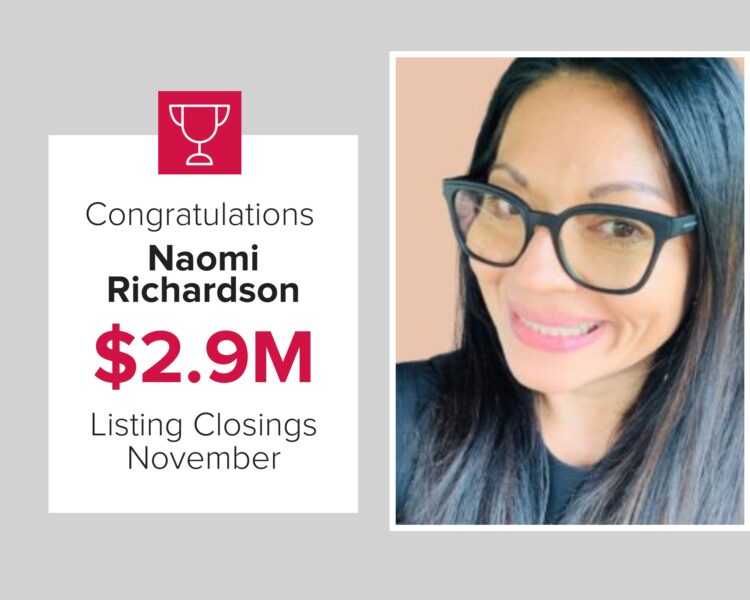 Congratulations
Naomi
Richardson
$2.9M
Listing Closings
November